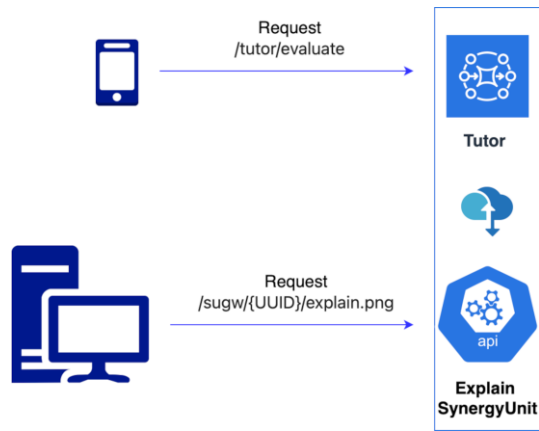 Request
/tutor/evaluate
Tutor
Request
/sugw/{UUID}/explain.png
api
Explain
SynergyUnit